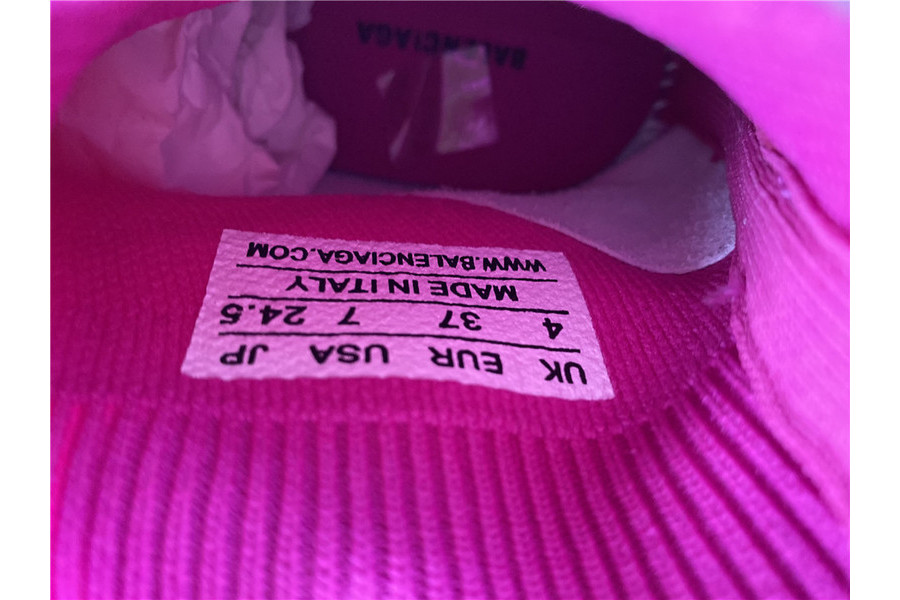 UK EUR USA JP
4 37 7 24.5
MADE IN ITALY
WWW.BALENCIAGA.COM
BALENCIAGA